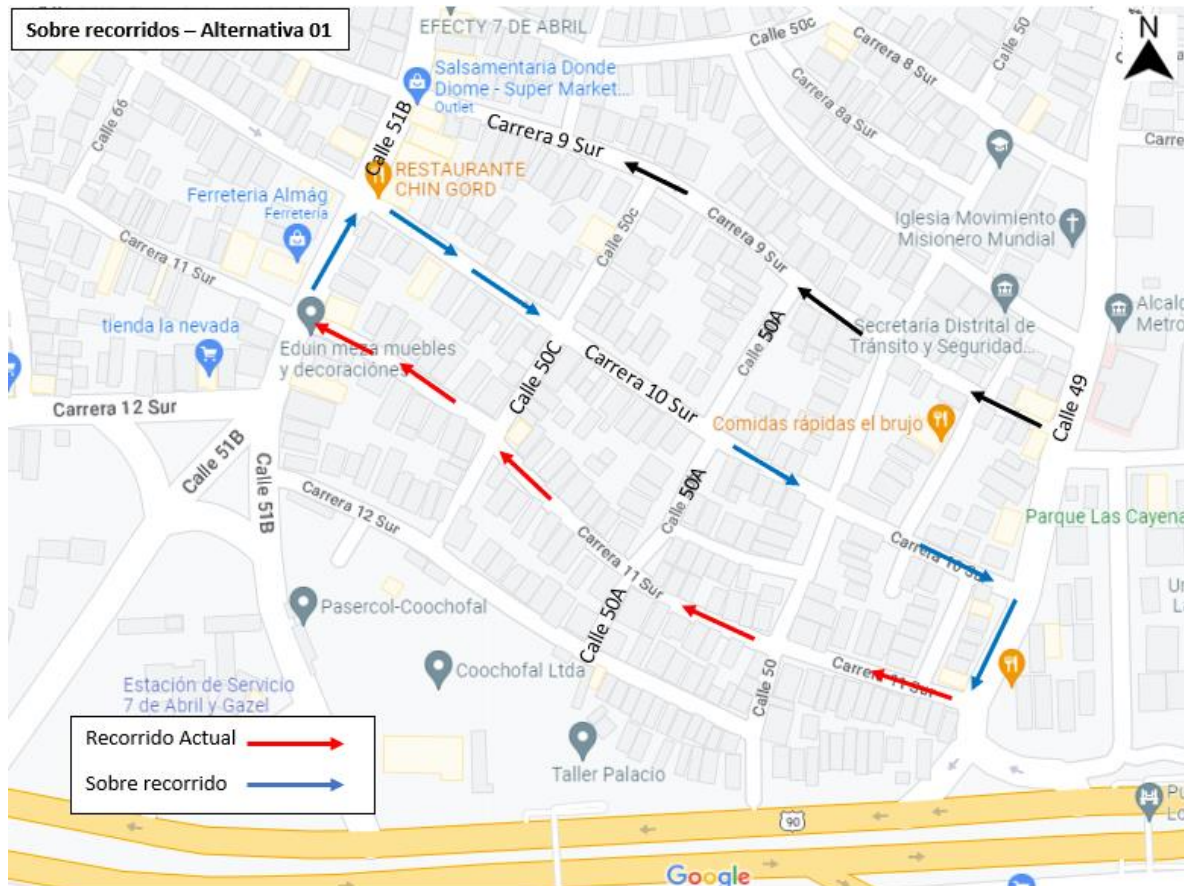 Sobre recorridos – Alternativa 01
EFECTY 7 DE ABRIL
Calle 50c
Calle 50
Carrera 8 Sur
N
Salsamentaria Donde
Diome - Super Market...
Outlet
Calle 66
Calle 51B
Carrera 9 Sur
Carrera 8a Sur
RESTAURANTE
CHIN GORD
Ferreteria Almág
Ferretería
Calle 50c
Carrera 9 Sur
Iglesia Movimiento
Misionero Mundial
Carrera 11 Sur
tienda la nevada
Eduin meza muebles
y decoraciónes
Calle 50A
Secretaría Distrital de
Tránsito y Seguridad...
Alcal
Metro
Carrera 12 Sur
Calle 50C
Carrera 10 Sur
Comidas rápidas el brujo
Calle 49
Calle 51B
Calle 51B
Carrera 12 Sur
Calle 50A
Parque Las Cayena
Carrera 11 Sur
Carrera 10 Sur
Pasercol-Coochofal
Calle 50A
Coochofal Ltda
Calle 50
Carrera 11 Sur
Estación de Servicio
7 de Abril y Gazel
Recorrido Actual
Sobre recorrido
Taller Palacio
90
Google